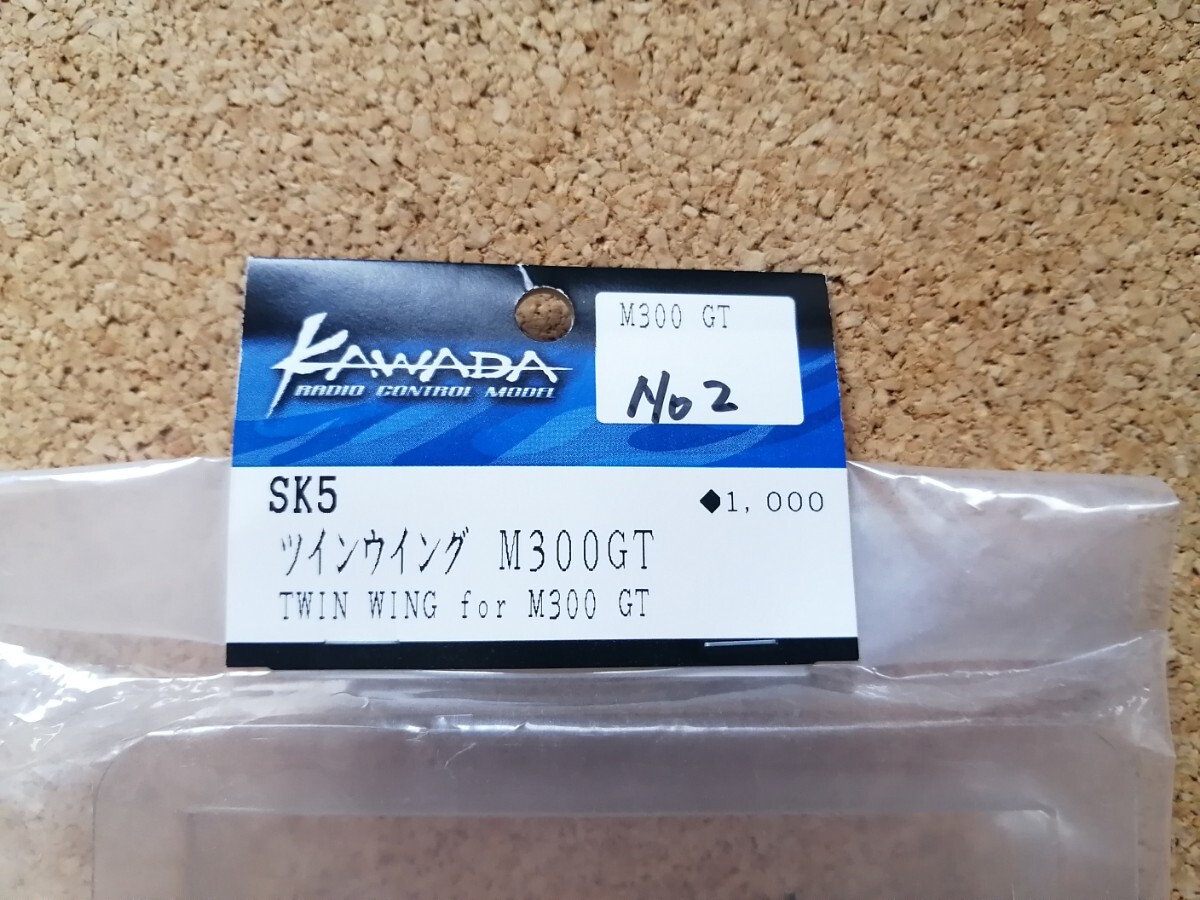 KAWADA
RADIO CONTROL MODEL
M300 GT
No 2
SK5
◆1,000
ツインウイング M300GT
TWIN WING for M300 GT